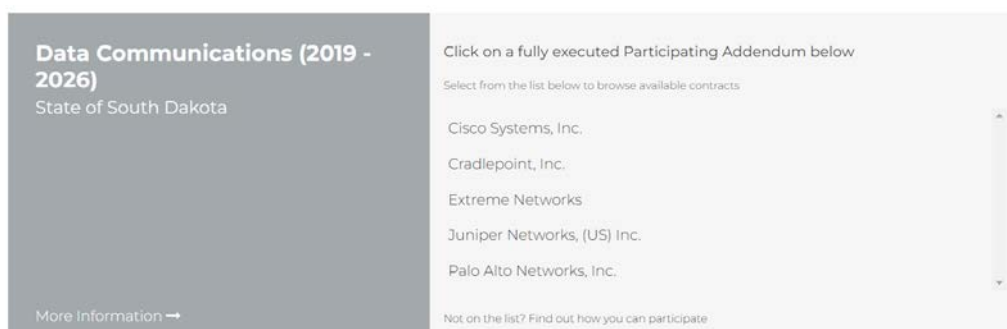 Data Communications (2019 -
2026)
State of South Dakota
More Information →
Click on a fully executed Participating Addendum below
Select from the list below to browse available contracts
Cisco Systems, Inc.
Cradlepoint, Inc.
Extreme Networks
Juniper Networks, (US) Inc.
Palo Alto Networks, Inc.
Not on the list? Find out how you can participate